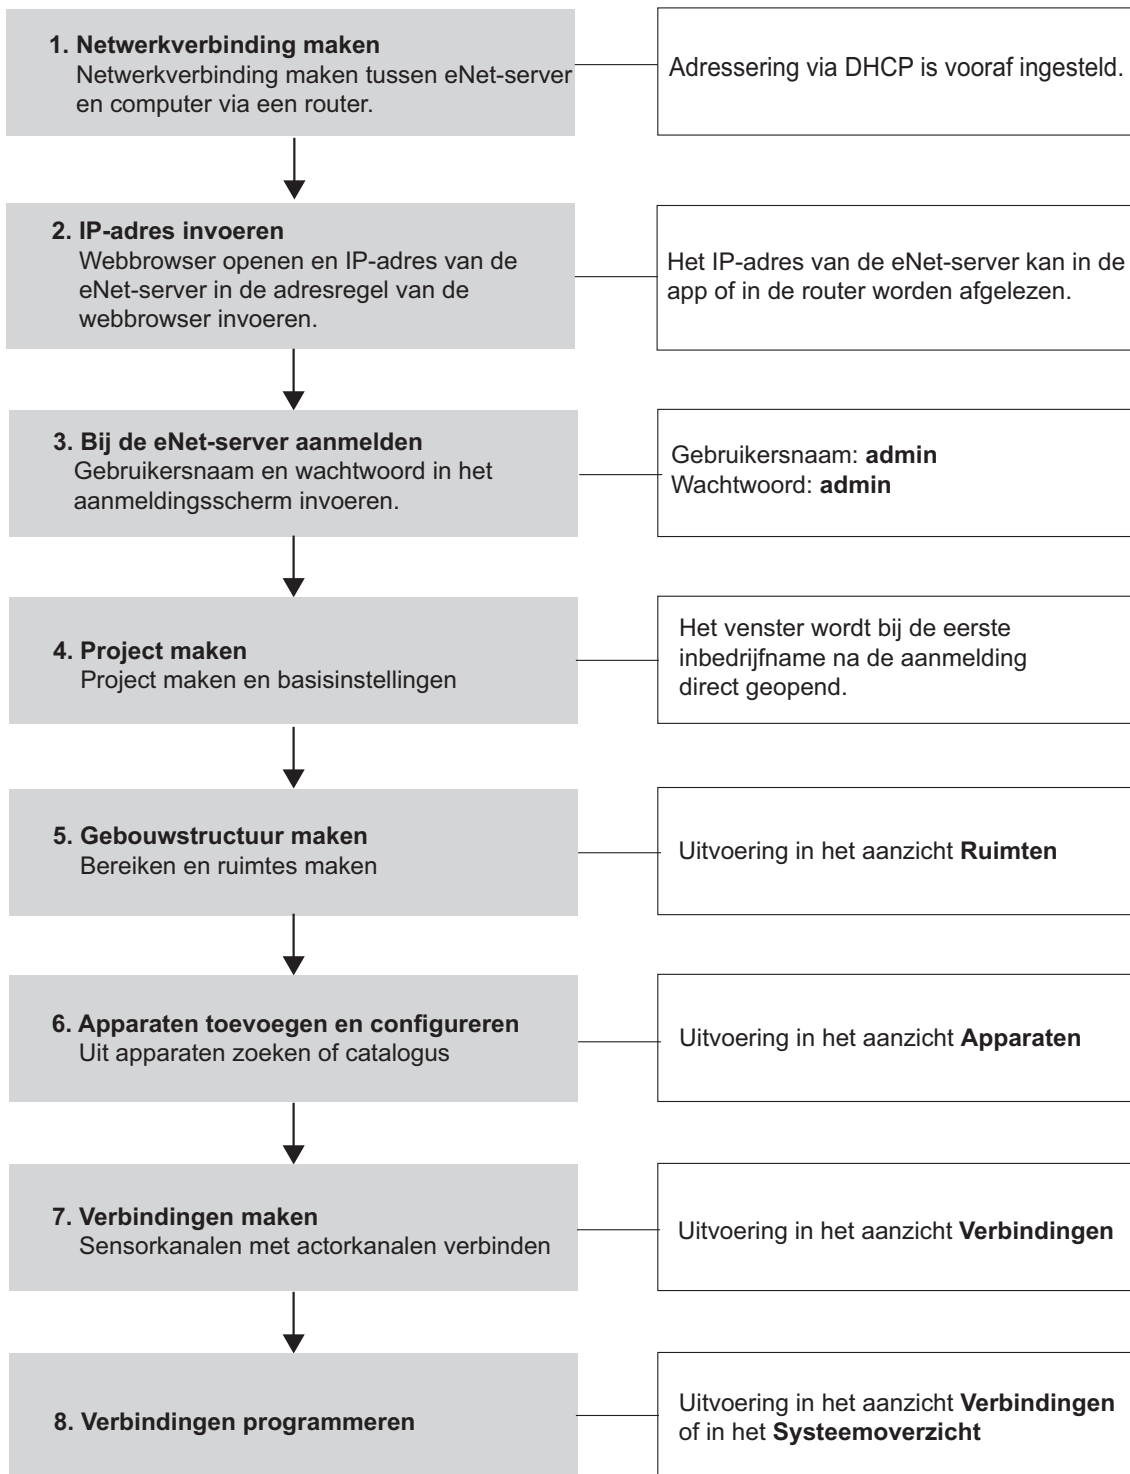 1. Netwerkverbinding maken
Netwerkverbinding maken tussen eNet-server
en computer via een router.
Adressering via DHCP is vooraf ingesteld.
2. IP-adres invoeren
Webbrowser openen en IP-adres van de
eNet-server in de adresregel van de
webbrowser invoeren.
Het IP-adres van de eNet-server kan in de
app of in de router worden afgelezen.
3. Bij de eNet-server aanmelden
Gebruikersnaam en wachtwoord in het
aanmeldingsscherm invoeren.
Gebruikersnaam: admin
Wachtwoord: admin
4. Project maken
Project maken en basisinstellingen
Het venster wordt bij de eerste
inbedrijfname na de aanmelding
direct geopend.
5. Gebouwstructuur maken
Bereiken en ruimtes maken
Uitvoering in het aanzicht Ruimten
6. Apparaten toevoegen en configureren
Uit apparaten zoeken of catalogus
Uitvoering in het aanzicht Apparaten
7. Verbindingen maken
Sensorkanalen met actorkanalen verbinden
Uitvoering in het aanzicht Verbindingen
8. Verbindingen programmeren
Uitvoering in het aanzicht Verbindingen
of in het Systeemoverzicht